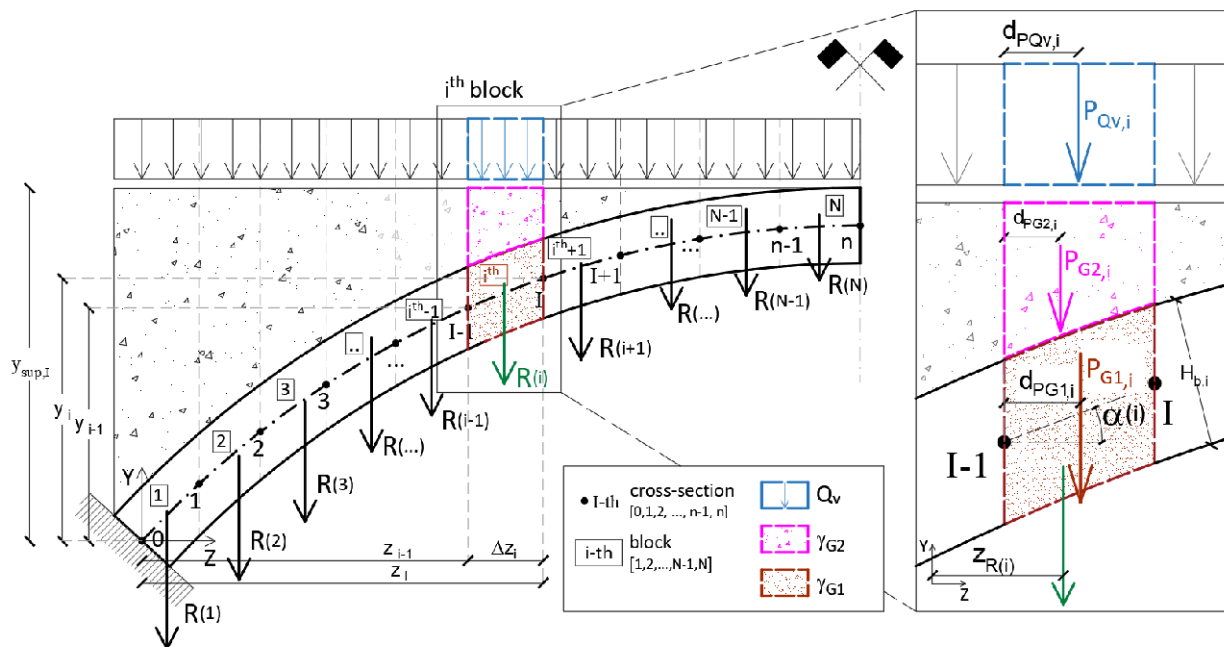 i^th block
y_sup,I
y_i
y_i-1
Y
Z
0
1
1
2
2
3
3
..
...
i^th-1
I-1
i^th
I
i^th+1
I+1
..
...
N-1
n-1
N
n
R(1)
R(2)
R(3)
R(...)
R(i-1)
R(i)
R(i+1)
R(...)
R(N-1)
R(N)
z_i-1
Δz_i
z_I
I-th
cross-section
[0,1,2, ..., n-1, n]
i-th
block
[1,2,...,N-1,N]
Q_v
γ_G2
γ_G1
d_PQv,i
P_Qv,i
d_PG2,i
P_G2,i
d_PG1,i
P_G1,i
H_b,i
α(i)
I
I-1
Y
Z
z_R(i)